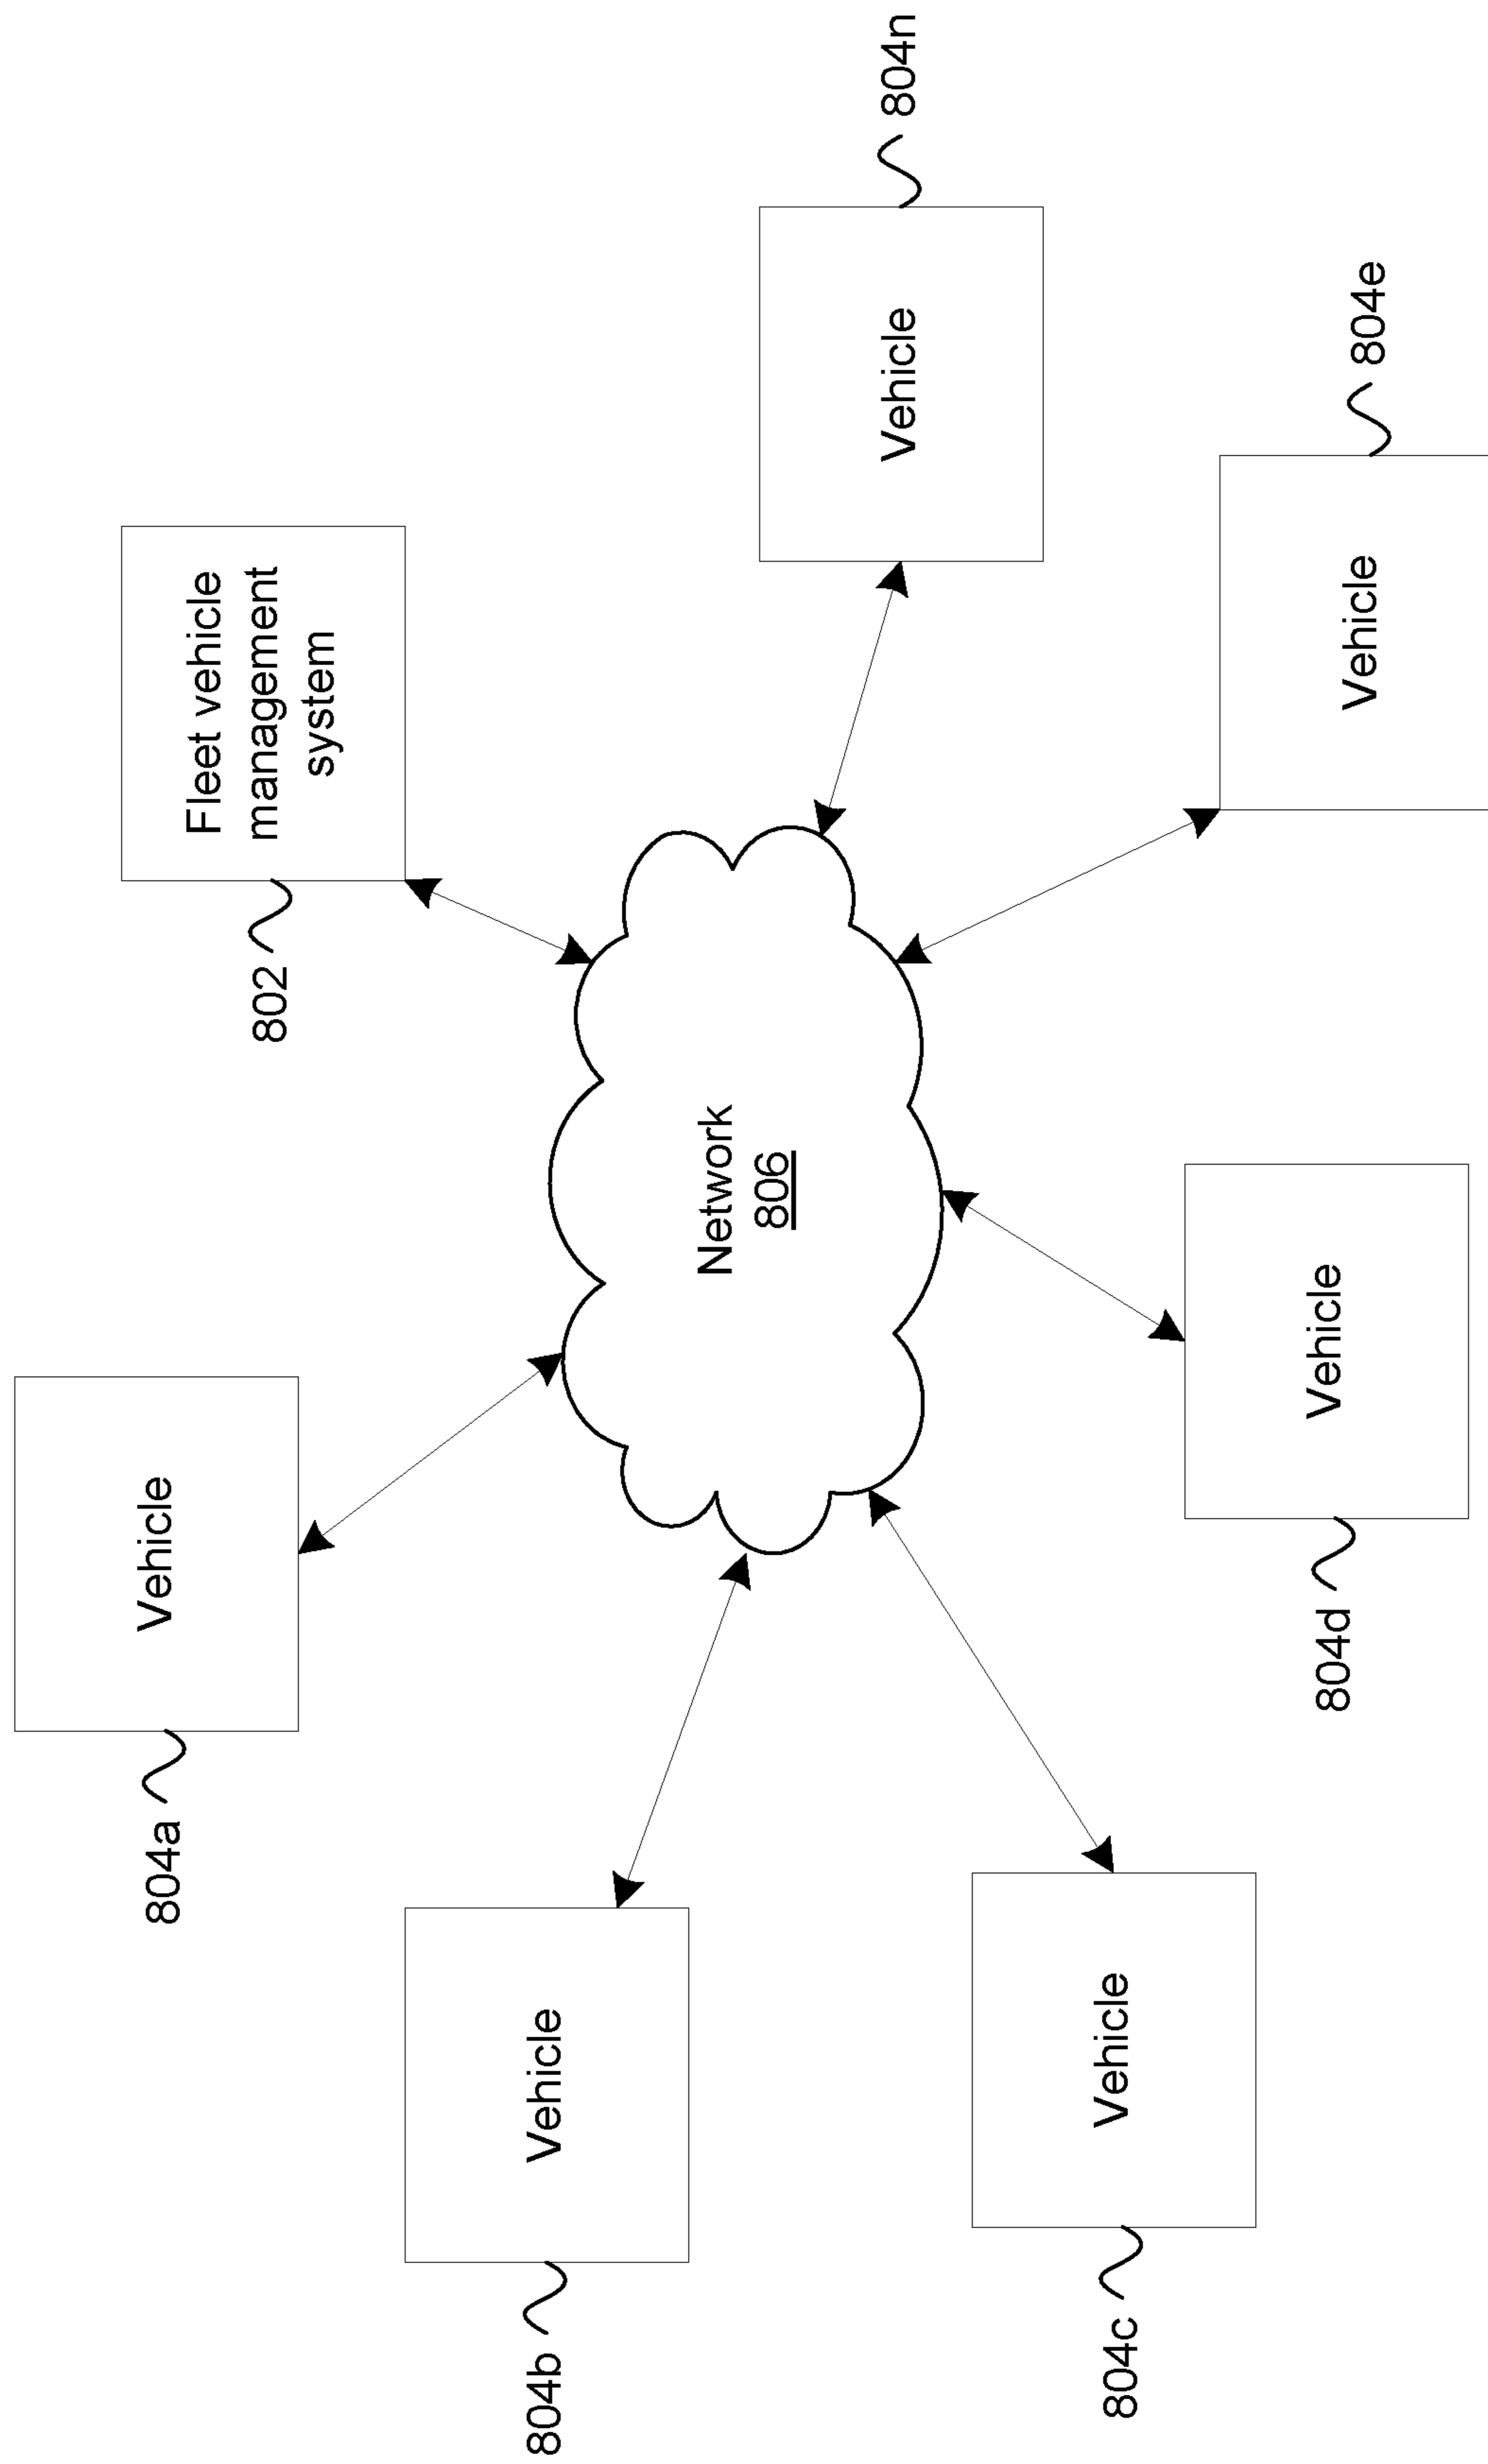 Fleet vehicle
management
system
802
Vehicle
804a
Vehicle
804n
Network
806
Vehicle
804b
Vehicle
804e
Vehicle
804c
Vehicle
804d